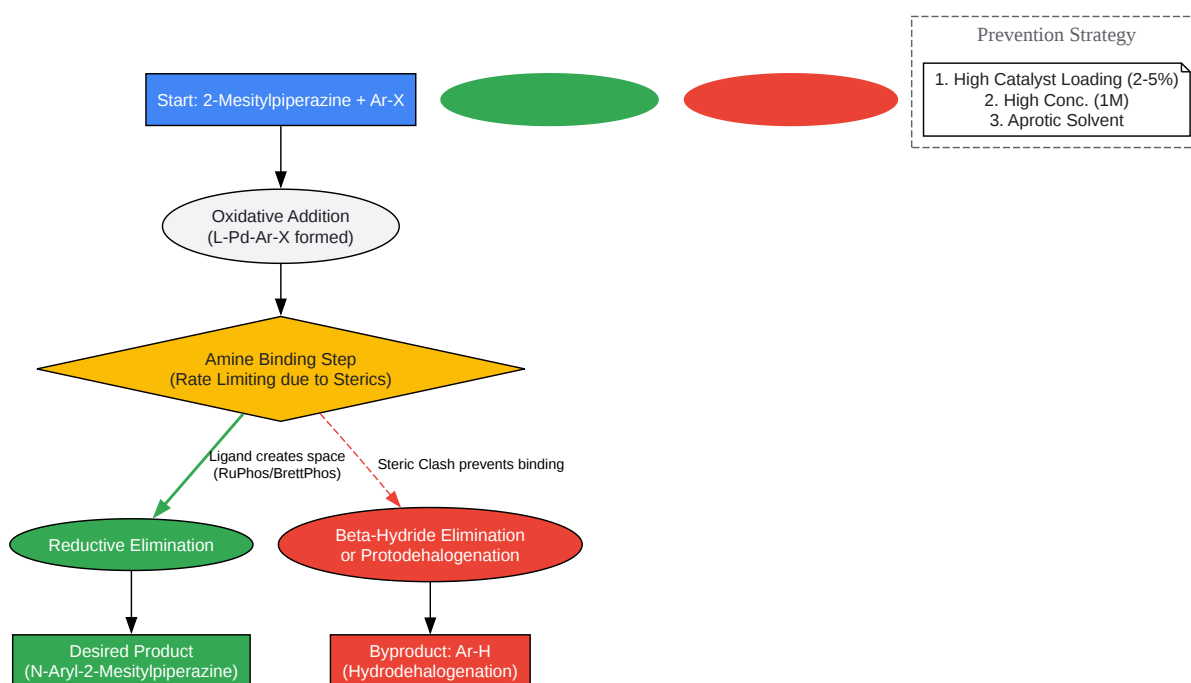 Prevention Strategy
Start: 2-Mesitylpiperazine + Ar-X
1. High Catalyst Loading (2-5%)
2. High Conc. (1M)
3. Aprotic Solvent
Oxidative Addition
(L-Pd-Ar-X formed)
Amine Binding Step
(Rate Limiting due to Sterics)
Ligand creates space
(RuPhos/BrettPhos)
Steric Clash prevents binding
Reductive Elimination
Beta-Hydride Elimination
or Protodehalogenation
Desired Product
(N-Aryl-2-Mesitylpiperazine)
Byproduct: Ar-H
(Hydrodehalogenation)